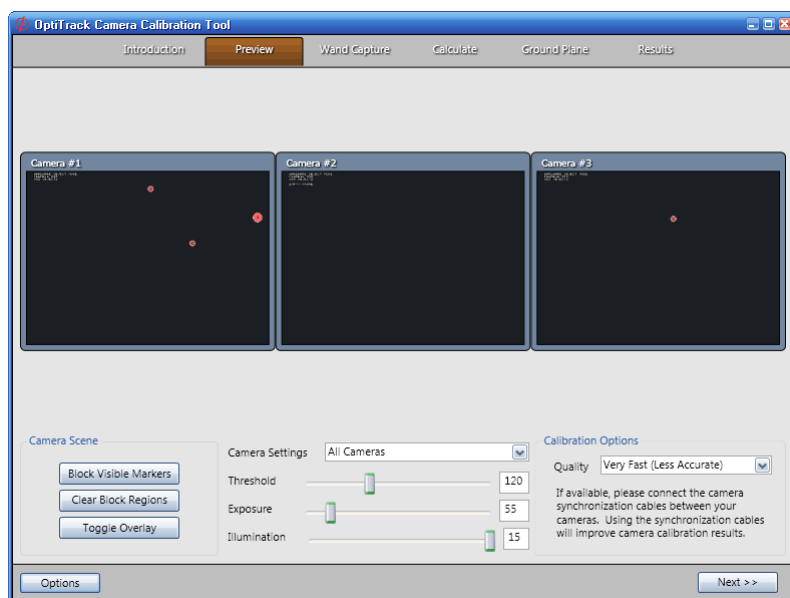 OptiTrack Camera Calibration Tool
Introduction Preview Wand Capture Calculate Ground Plane Results
Camera #1 Camera #2 Camera #3
Camera Scene
Block Visible Markers
Clear Block Regions
Toggle Overlay
Camera Settings All Cameras
Threshold 120
Exposure 55
Illumination 15
Calibration Options
Quality Very Fast (Less Accurate)
If available, please connect the camera
synchronization cables between your
cameras. Using the synchronization cables
will improve camera calibration results.
Options Next >>